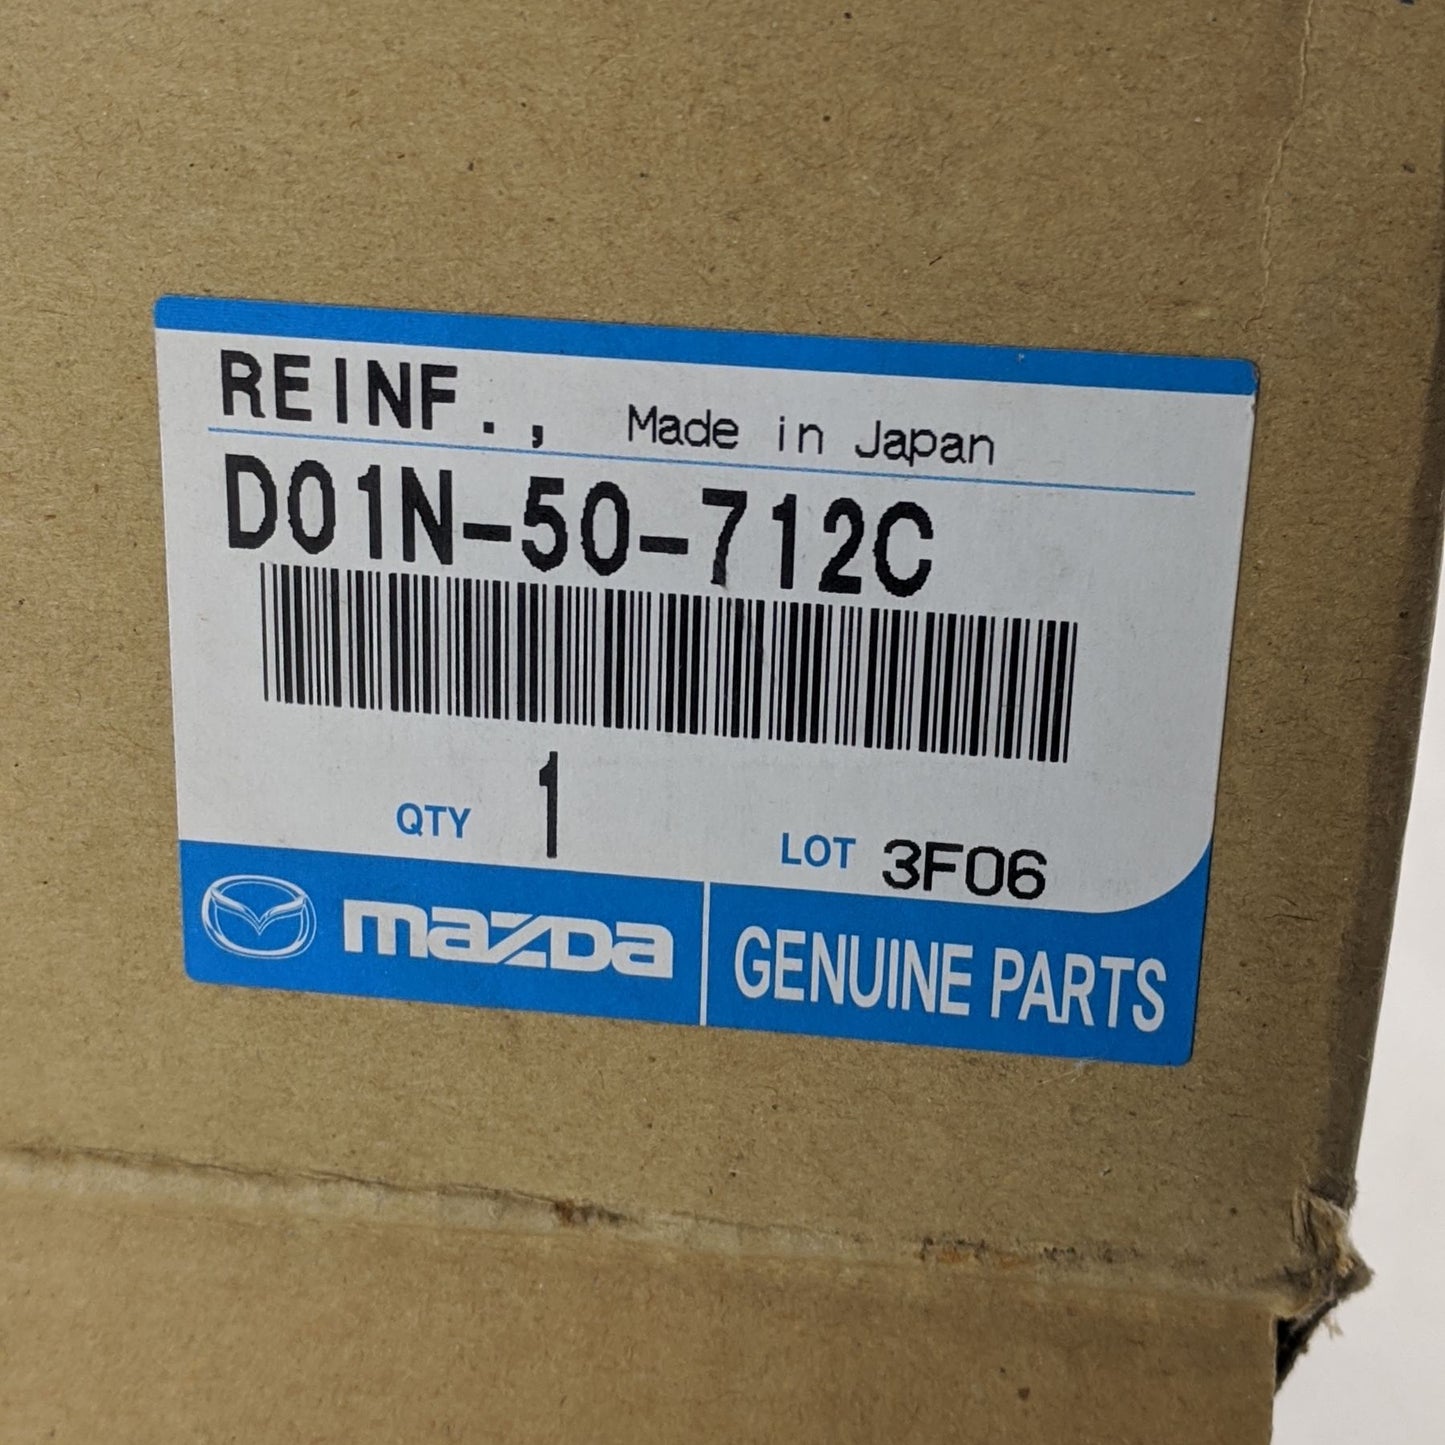 REINF., Made in Japan
D01N-50-712C
QTY 1
LOT 3F06
mazda GENUINE PARTS